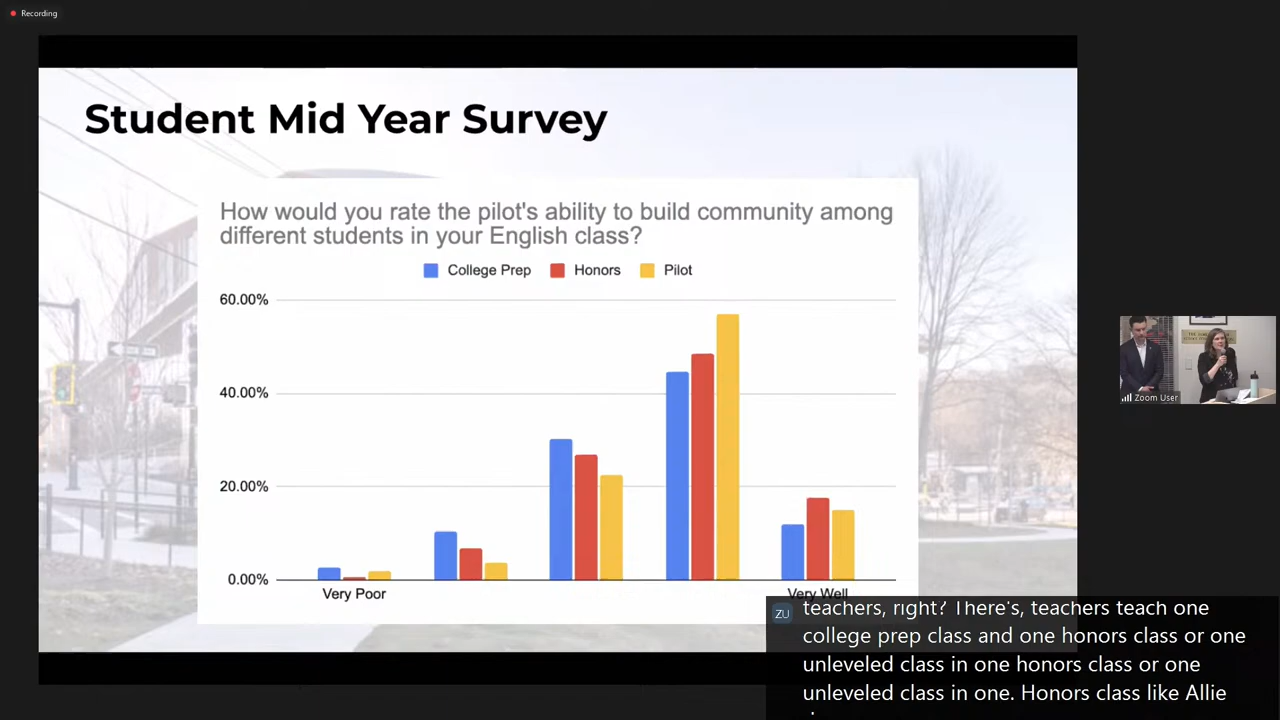 Recording
Student Mid Year Survey
How would you rate the pilot's ability to build community among
different students in your English class?
College Prep Honors Pilot
60.00%
40.00%
20.00%
0.00%
Very Poor
Very Well
Zoom User
ZU
teachers, right? There's, teachers teach one
college prep class and one honors class or one
unleveled class in one honors class or one
unleveled class in one. Honors class like Allie